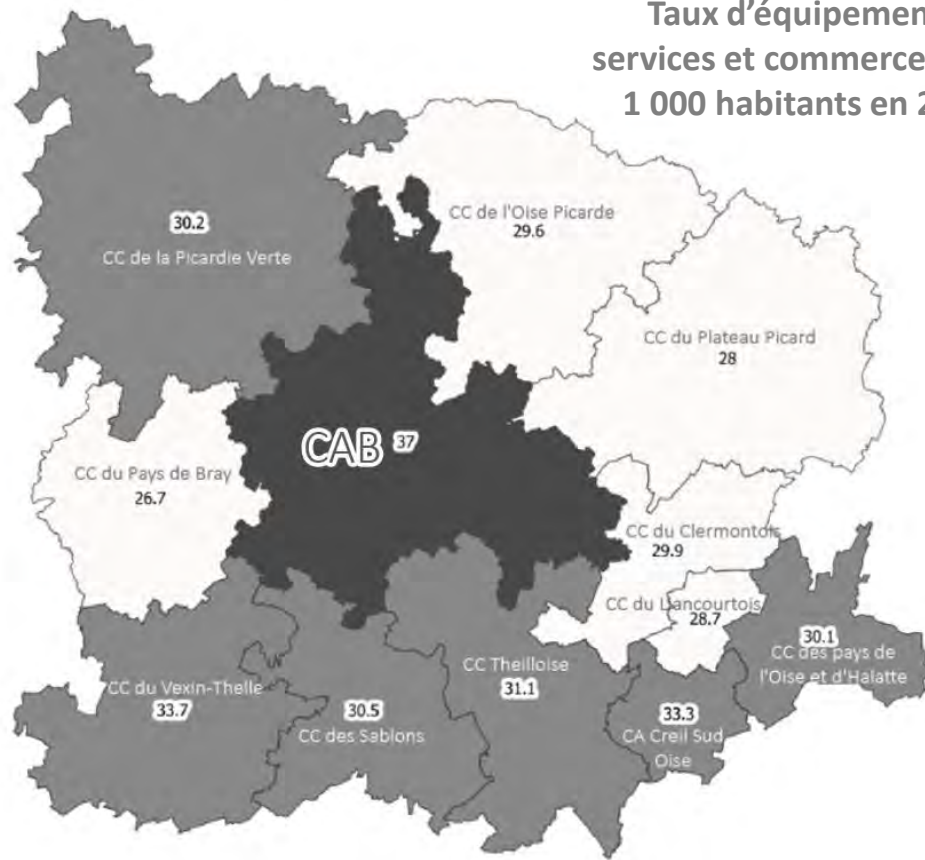 Taux d'équipemen
services et commerce
1 000 habitants en 2
30.2
CC de la Picardie Verte
CC de l'Oise Picarde
29.6
CC du Plateau Picard
28
CAB 37
CC du Pays de Bray
26.7
CC du Clermontois
29.9
CC du Liancourtois
28.7
30.1
CC des pays de
l'Oise et d'Halatte
CC Theilloise
31.1
CC du Vexin-Thelle
33.7
30.5
CC des Sablons
33.3
CA Creil Sud
Oise